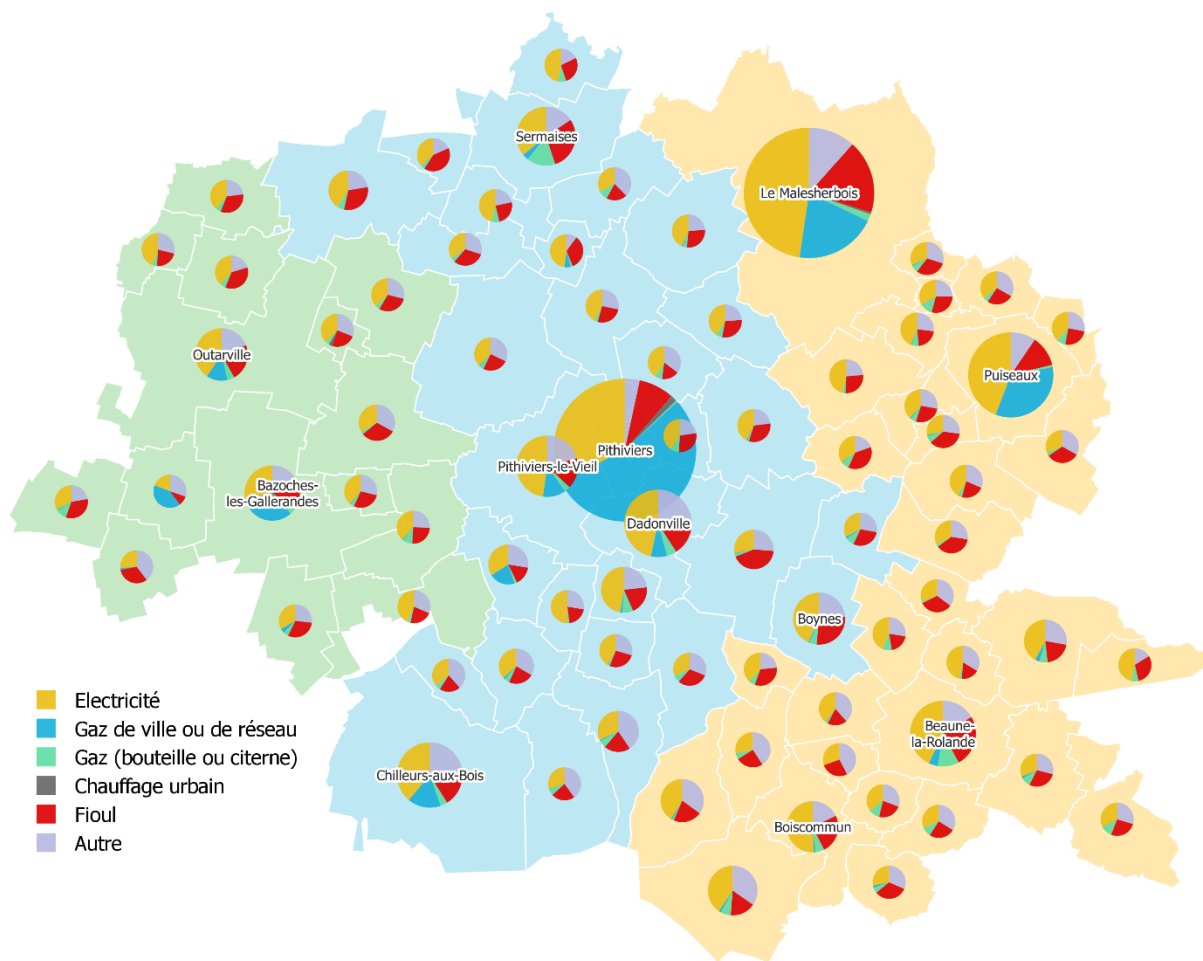 Sermaises
Le Malesherbois
Outarville
Puiseaux
Pithiviers
Pithiviers-le-Vieil
Bazoches-
les-Gallerandes
Dadonville
Boynes
Electricité
Gaz de ville ou de réseau
Gaz (bouteille ou citerne)
Chauffage urbain
Fioul
Autre
Chilleurs-aux-Bois
Beaune-
la-Rolande
Boiscommun